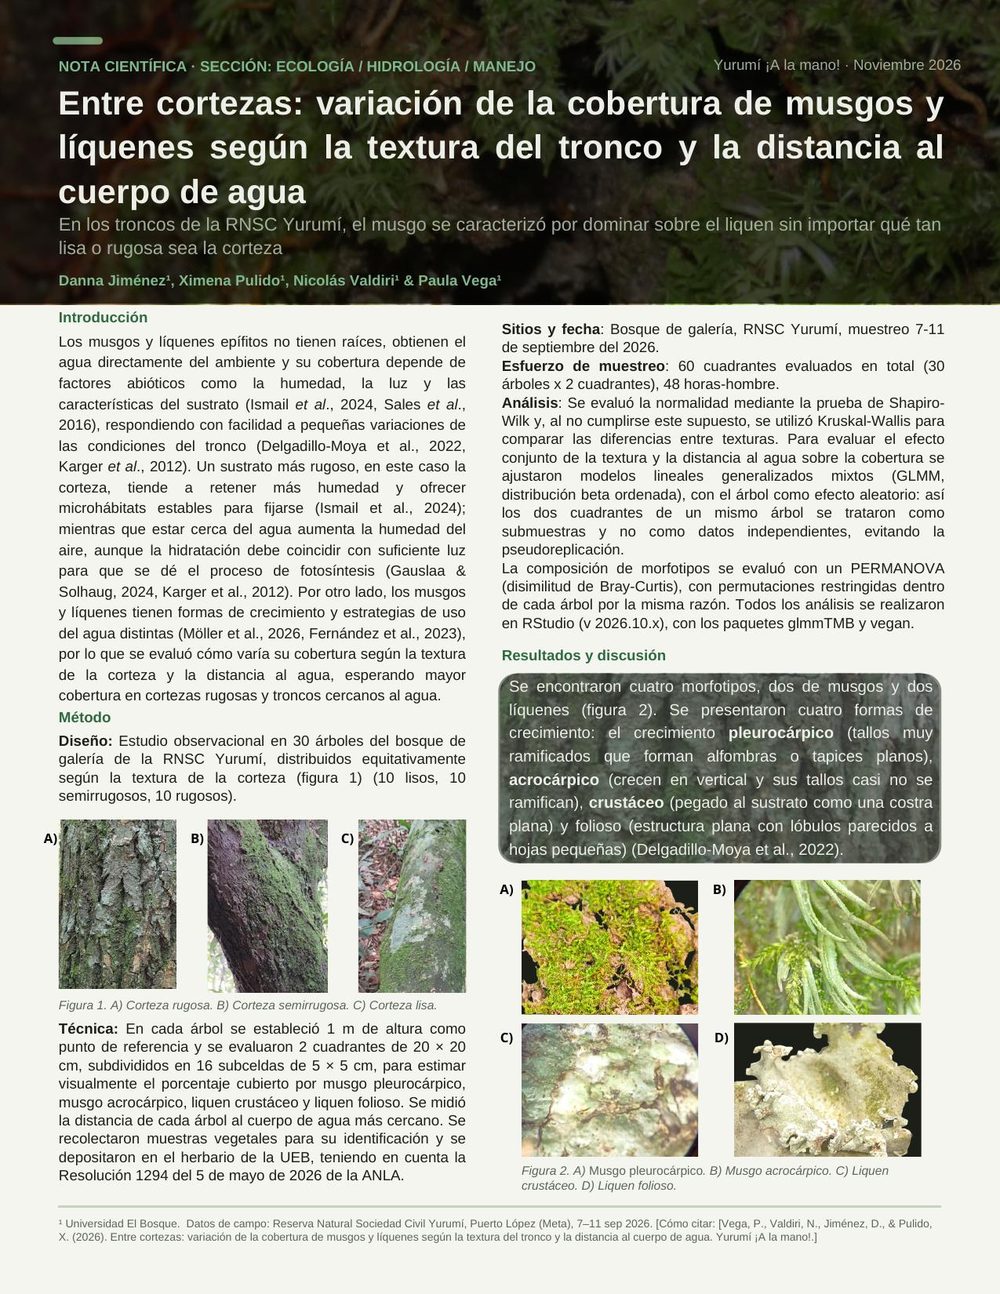 NOTA CIENTÍFICA · SECCIÓN: ECOLOGÍA / HIDROLOGÍA / MANEJO
Yurumí ¡A la mano! · Noviembre 2026
Entre cortezas: variación de la cobertura de musgos y
líquenes según la textura del tronco y la distancia al
cuerpo de agua
En los troncos de la RNSC Yurumí, el musgo se caracterizó por dominar sobre el liquen sin importar qué tan
lisa o rugosa sea la corteza
Danna Jiménez¹, Ximena Pulido¹, Nicolás Valdiri¹ & Paula Vega¹
Introducción
Los musgos y líquenes epífitos no tienen raíces, obtienen el
agua directamente del ambiente y su cobertura depende de
factores abióticos como la humedad, la luz y las
características del sustrato (Ismail et al., 2024, Sales et al.,
2016), respondiendo con facilidad a pequeñas variaciones de
las condiciones del tronco (Delgadillo-Moya et al., 2022,
Karger et al., 2012). Un sustrato más rugoso, en este caso la
corteza, tiende a retener más humedad y ofrecer
microhábitats estables para fijarse (Ismail et al., 2024);
mientras que estar cerca del agua aumenta la humedad del
aire, aunque la hidratación debe coincidir con suficiente luz
para que se dé el proceso de fotosíntesis (Gauslaa &
Solhaug, 2024, Karger et al., 2012). Por otro lado, los musgos
y líquenes tienen formas de crecimiento y estrategias de uso
del agua distintas (Möller et al., 2026, Fernández et al., 2023),
por lo que se evaluó cómo varía su cobertura según la textura
de la corteza y la distancia al agua, esperando mayor
cobertura en cortezas rugosas y troncos cercanos al agua.
Método
Diseño: Estudio observacional en 30 árboles del bosque de
galería de la RNSC Yurumí, distribuidos equitativamente
según la textura de la corteza (figura 1) (10 lisos, 10
semirrugosos, 10 rugosos).
A)
B)
C)
Figura 1. A) Corteza rugosa. B) Corteza semirrugosa. C) Corteza lisa.
Técnica: En cada árbol se estableció 1 m de altura como
punto de referencia y se evaluaron 2 cuadrantes de 20 × 20
cm, subdivididos en 16 subceldas de 5 × 5 cm, para estimar
visualmente el porcentaje cubierto por musgo pleurocárpico,
musgo acrocárpico, liquen crustáceo y liquen folioso. Se midió
la distancia de cada árbol al cuerpo de agua más cercano. Se
recolectaron muestras vegetales para su identificación y se
depositaron en el herbario de la UEB, teniendo en cuenta la
Resolución 1294 del 5 de mayo de 2026 de la ANLA.
Sitios y fecha: Bosque de galería, RNSC Yurumí, muestreo 7-11
de septiembre del 2026.
Esfuerzo de muestreo: 60 cuadrantes evaluados en total (30
árboles x 2 cuadrantes), 48 horas-hombre.
Análisis: Se evaluó la normalidad mediante la prueba de Shapiro-
Wilk y, al no cumplirse este supuesto, se utilizó Kruskal-Wallis para
comparar las diferencias entre texturas. Para evaluar el efecto
conjunto de la textura y la distancia al agua sobre la cobertura se
ajustaron modelos lineales generalizados mixtos (GLMM,
distribución beta ordenada), con el árbol como efecto aleatorio: así
los dos cuadrantes de un mismo árbol se trataron como
submuestras y no como datos independientes, evitando la
pseudoreplicación.
La composición de morfotipos se evaluó con un PERMANOVA
(disimilitud de Bray-Curtis), con permutaciones restringidas dentro
de cada árbol por la misma razón. Todos los análisis se realizaron
en RStudio (v 2026.10.x), con los paquetes glmmTMB y vegan.
Resultados y discusión
Se encontraron cuatro morfotipos, dos de musgos y dos
líquenes (figura 2). Se presentaron cuatro formas de
crecimiento: el crecimiento pleurocárpico (tallos muy
ramificados que forman alfombras o tapices planos),
acrocárpico (crecen en vertical y sus tallos casi no se
ramifican), crustáceo (pegado al sustrato como una costra
plana) y folioso (estructura plana con lóbulos parecidos a
hojas pequeñas) (Delgadillo-Moya et al., 2022).
A)
B)
C)
D)
Figura 2. A) Musgo pleurocárpico. B) Musgo acrocárpico. C) Liquen
crustáceo. D) Liquen folioso.
¹ Universidad El Bosque. Datos de campo: Reserva Natural Sociedad Civil Yurumí, Puerto López (Meta), 7–11 sep 2026. [Cómo citar: [Vega, P., Valdiri, N., Jiménez, D., & Pulido,
X. (2026). Entre cortezas: variación de la cobertura de musgos y líquenes según la textura del tronco y la distancia al cuerpo de agua. Yurumí ¡A la mano!.]